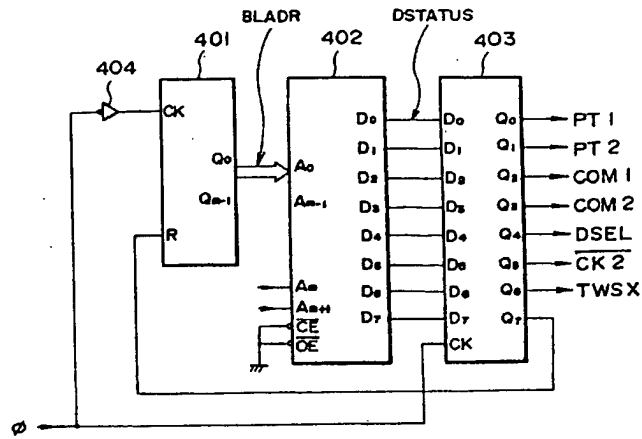 BLADR DSTATUS
401 402 403
404
CK
Q0
Qm-1
R
A0
Am-1
Am
Am+1
CE
OE
D0
D1
D2
D3
D4
D5
D6
D7
D0
D1
D2
D3
D4
D5
D6
D7
CK
Q0
Q1
Q2
Q3
Q4
Q5
Q6
Q7
PT 1
PT 2
COM 1
COM 2
DSEL
CK 2
TWSX
ø